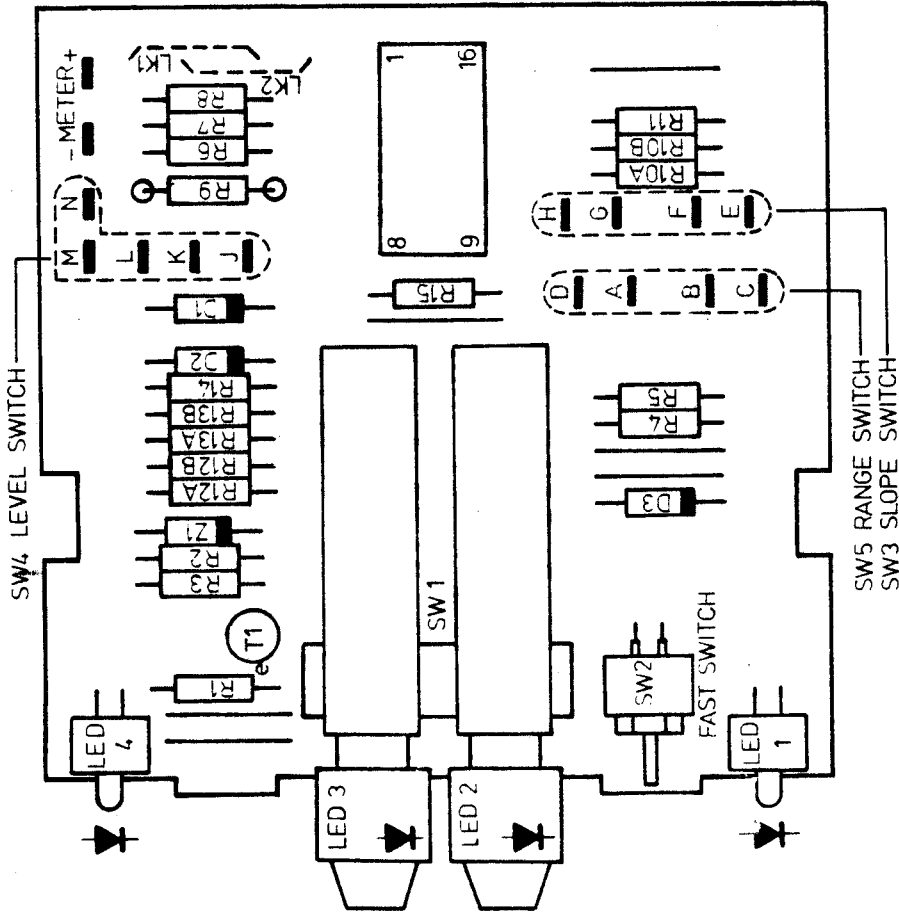 - METER +
LK1
LK2
R8
R7
R6
R9
N
M
L
K
J
1
16
8
9
R11
R10B
R10A
H
G
F
E
D
A
B
C
R15
D1
D2
R14
R13B
R13A
R12B
R12A
Z1
R2
R3
R5
R4
D3
SW4 LEVEL SWITCH
SW5 RANGE SWITCH
SW3 SLOPE SWITCH
SW1
T1
e
R1
SW2
FAST SWITCH
LED
4
LED 3
LED 2
LED
1